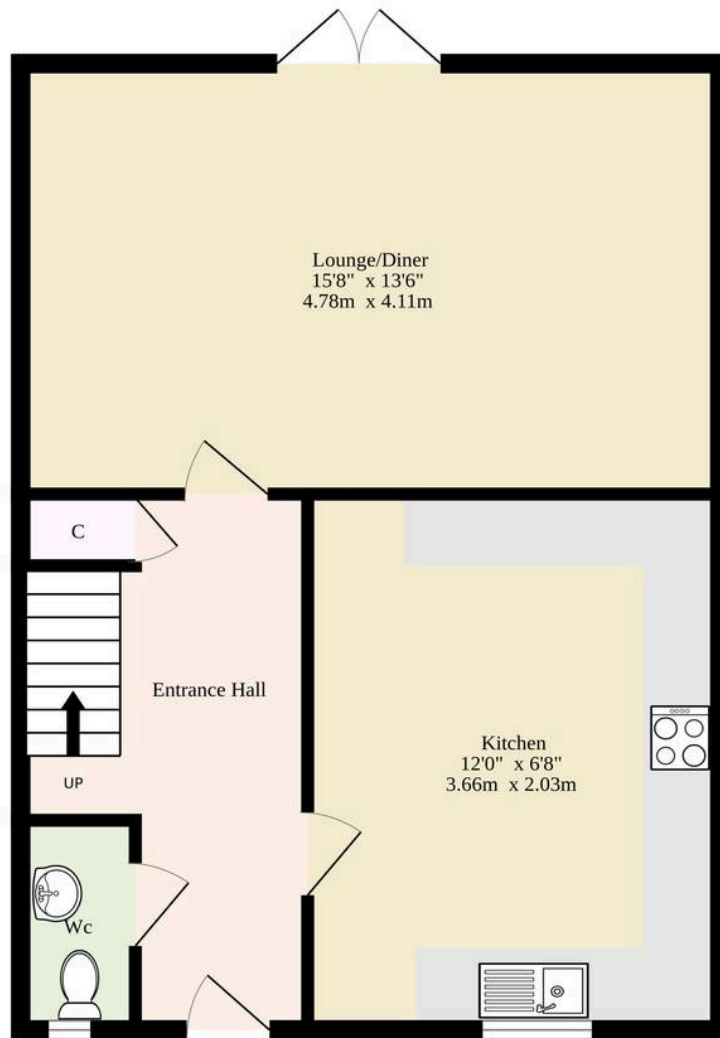 Lounge/Diner
15'8" x 13'6"
4.78m x 4.11m
C
Entrance Hall
Kitchen
12'0" x 6'8"
3.66m x 2.03m
UP
Wc